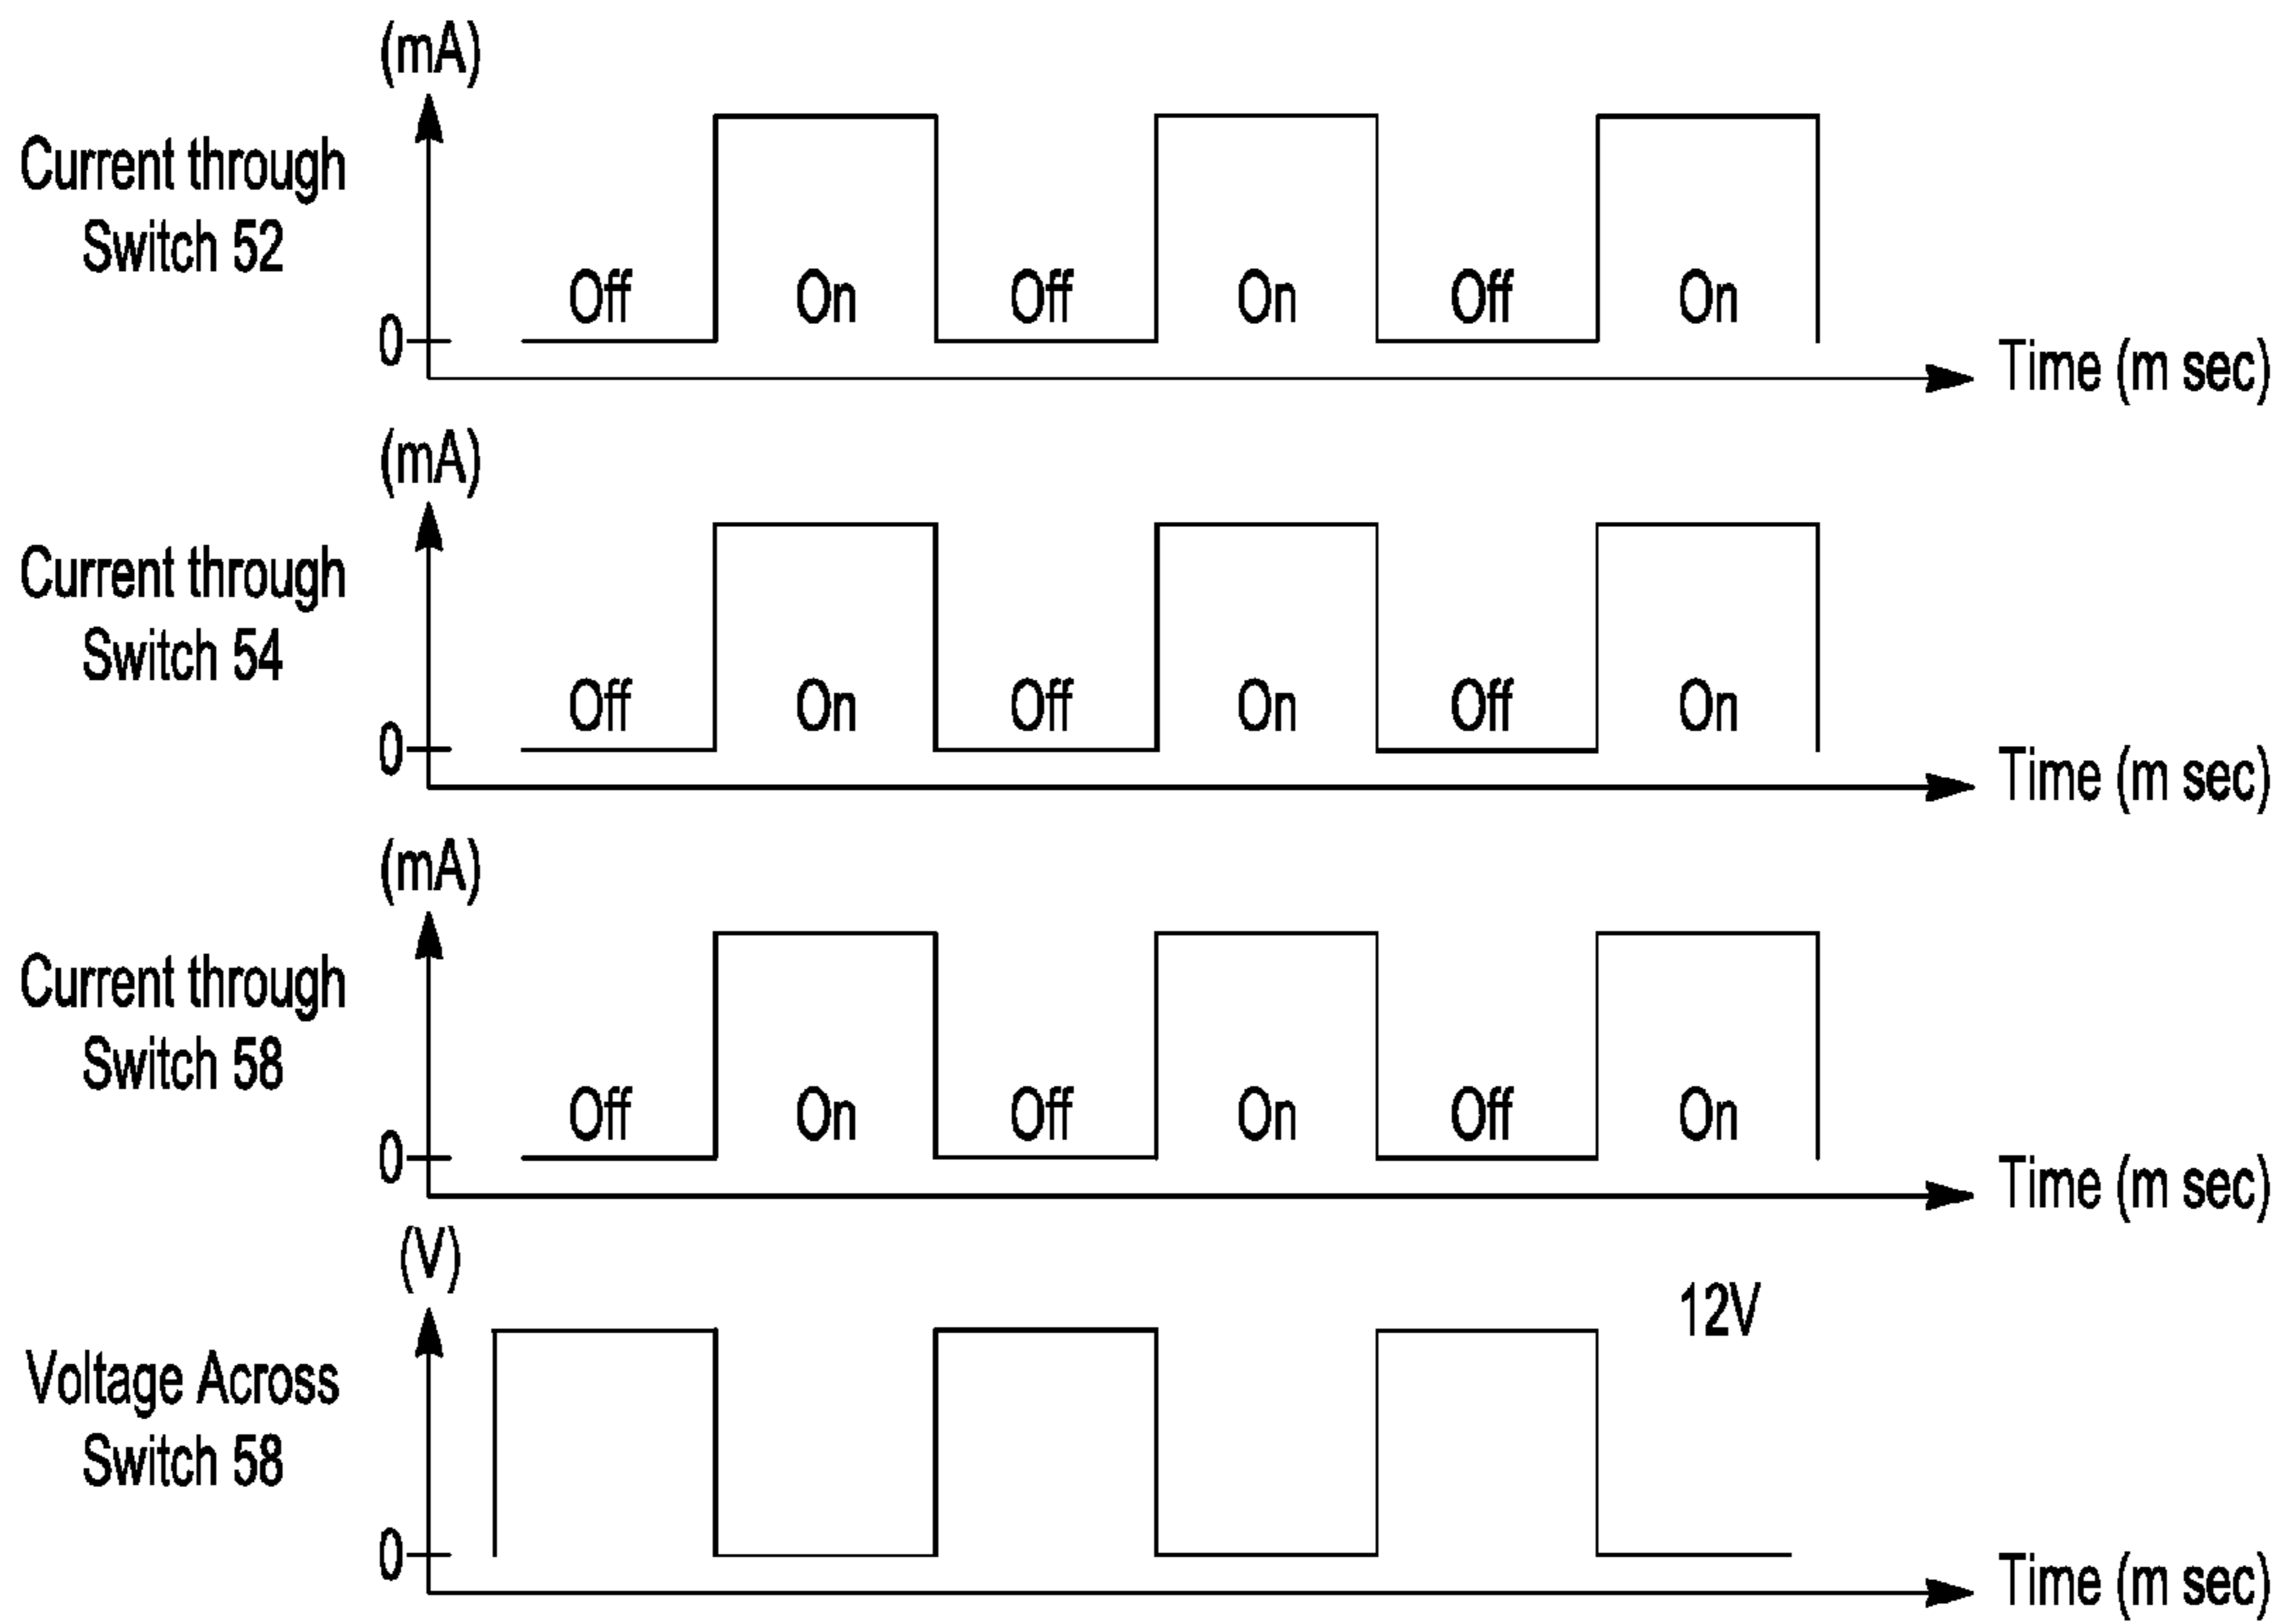 (mA)
Current through
Switch 52
Off On Off On Off On
0
Time (m sec)
(mA)
Current through
Switch 54
Off On Off On Off On
0
Time (m sec)
(mA)
Current through
Switch 58
Off On Off On Off On
0
Time (m sec)
(V)
12V
Voltage Across
Switch 58
0
Time (m sec)